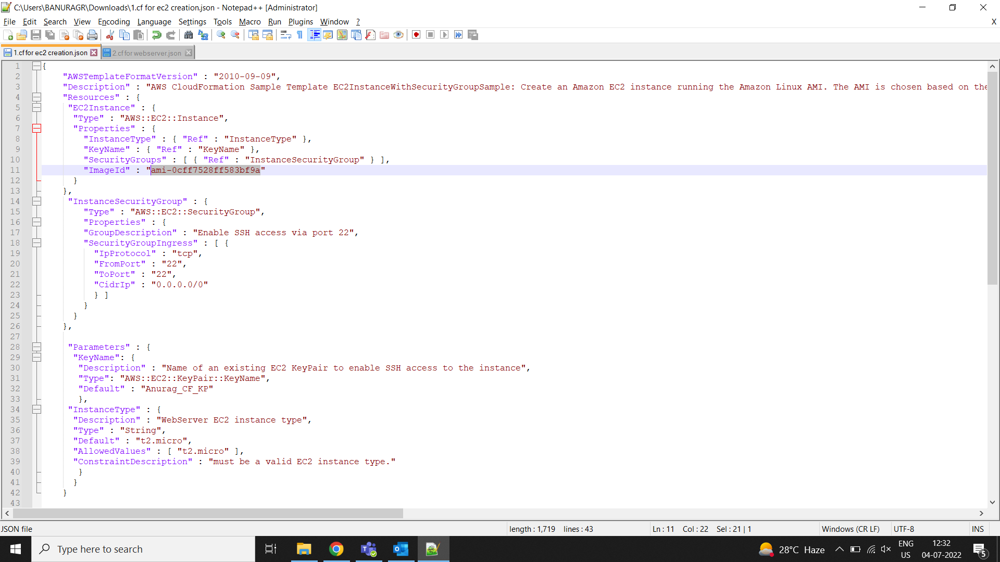 C:\Users\BANURAGR\Downloads\1.cf for ec2 creation.json - Notepad++ [Administrator]
File Edit Search View Encoding Language Settings Tools Macro Run Plugins Window ? X
1.cf for ec2 creation.json 2.cf for webserver.json
1 {
2 "AWSTemplateFormatVersion" : "2010-09-09",
3 "Description" : "AWS CloudFormation Sample Template EC2InstanceWithSecurityGroupSample: Create an Amazon EC2 instance running the Amazon Linux AMI. The AMI is chosen based on the
4 "Resources" : {
5 "EC2Instance" : {
6 "Type" : "AWS::EC2::Instance",
7 "Properties" : {
8 "InstanceType" : { "Ref" : "InstanceType" },
9 "KeyName" : { "Ref" : "KeyName" },
10 "SecurityGroups" : [ { "Ref" : "InstanceSecurityGroup" } ],
11 "ImageId" : "ami-0cff7528ff583bf9a"
12 }
13 },
14 "InstanceSecurityGroup" : {
15 "Type" : "AWS::EC2::SecurityGroup",
16 "Properties" : {
17 "GroupDescription" : "Enable SSH access via port 22",
18 "SecurityGroupIngress" : [ {
19 "IpProtocol" : "tcp",
20 "FromPort" : "22",
21 "ToPort" : "22",
22 "CidrIp" : "0.0.0.0/0"
23 } ]
24 }
25 }
26 },
27
28 "Parameters" : {
29 "KeyName": {
30 "Description" : "Name of an existing EC2 KeyPair to enable SSH access to the instance",
31 "Type": "AWS::EC2::KeyPair::KeyName",
32 "Default" : "Anurag_CF_KP"
33 },
34 "InstanceType" : {
35 "Description" : "WebServer EC2 instance type",
36 "Type" : "String",
37 "Default" : "t2.micro",
38 "AllowedValues" : [ "t2.micro" ],
39 "ConstraintDescription" : "must be a valid EC2 instance type."
40 }
41 }
42 }
43
JSON file length : 1,719 lines : 43 Ln : 11 Col : 22 Sel : 21 | 1 Windows (CR LF) UTF-8 INS
Type here to search 28°C Haze ENG US 12:32 04-07-2022 5